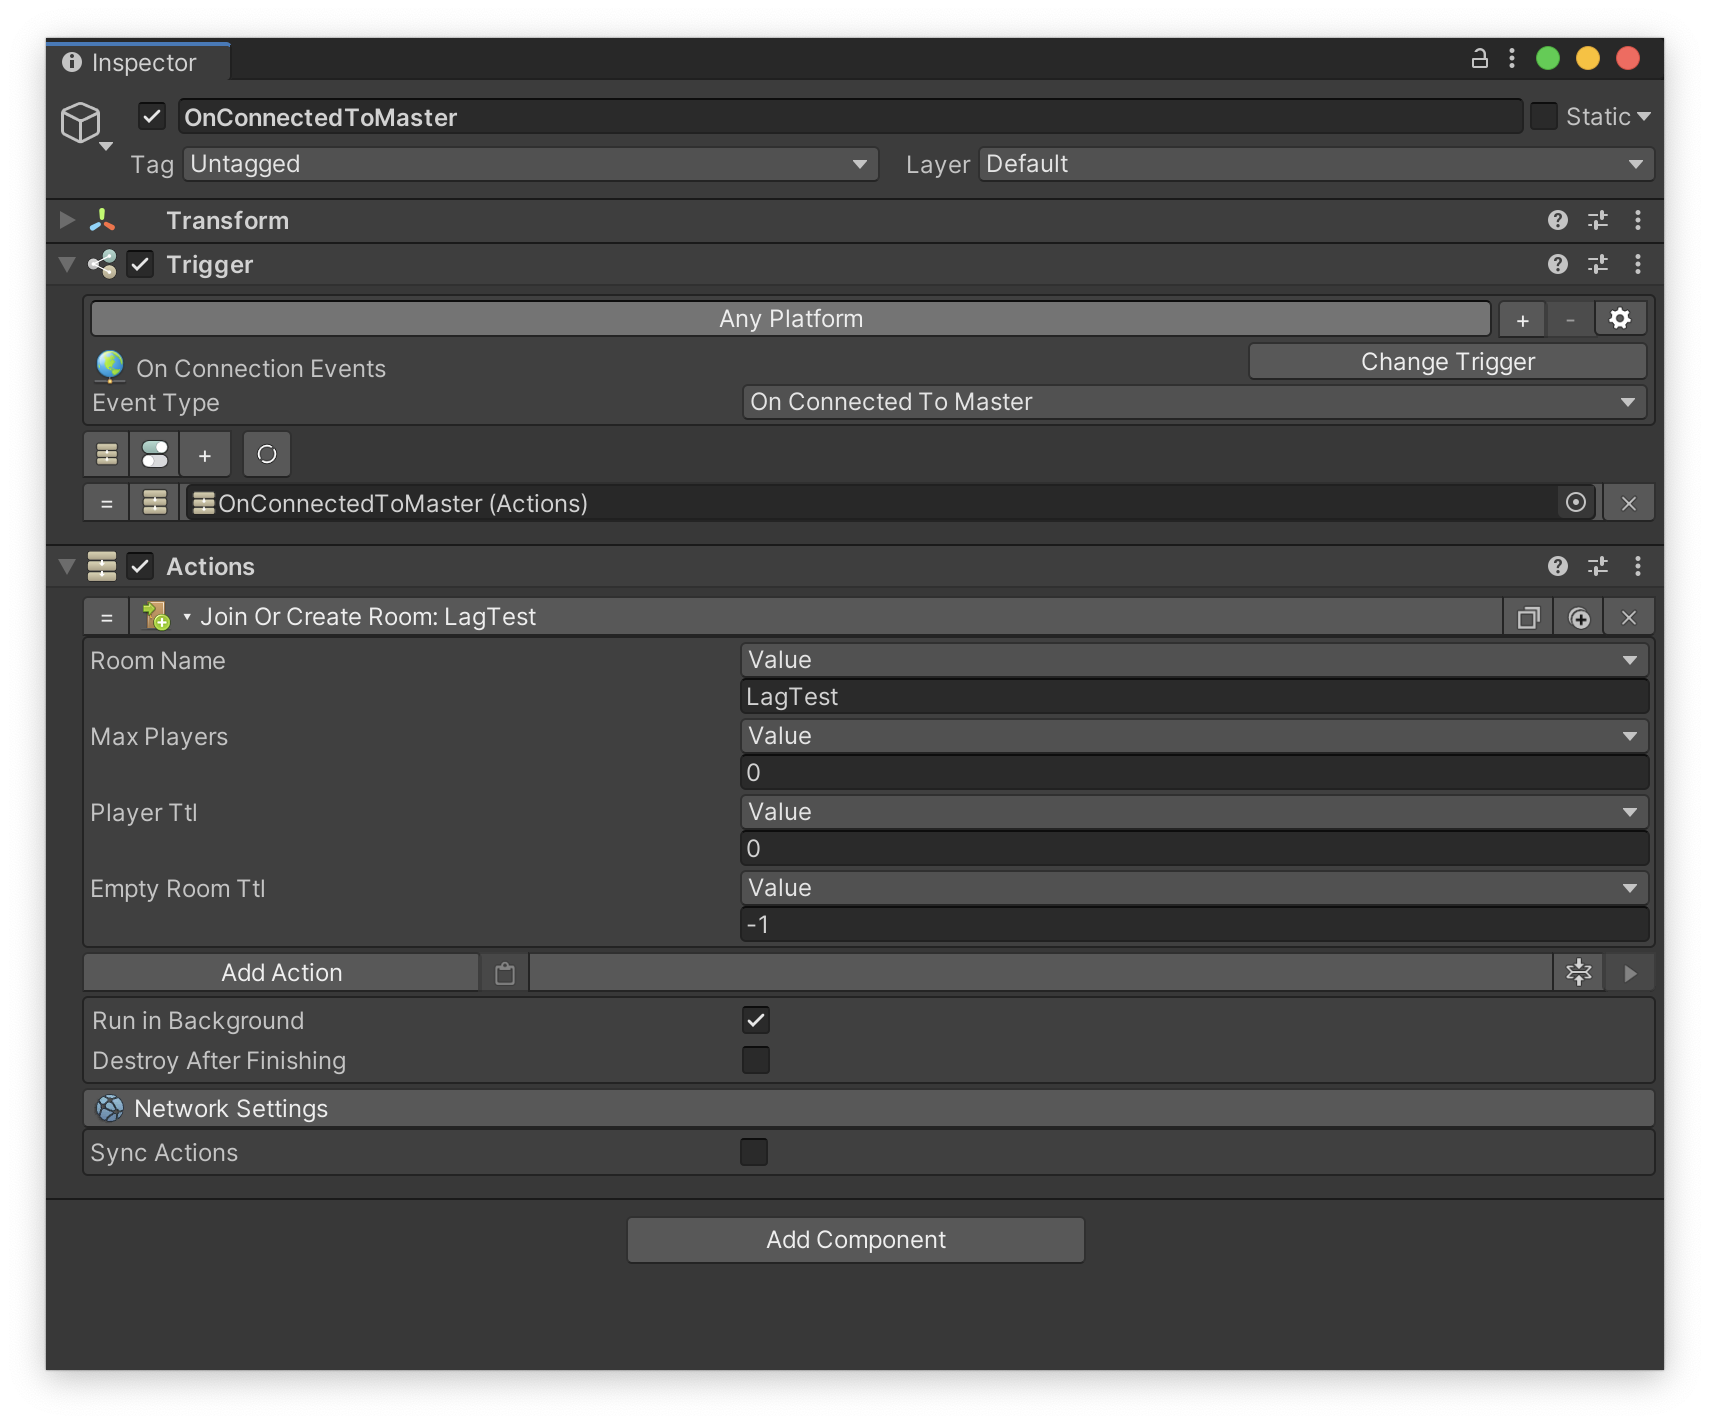 Inspector
OnConnectedToMaster
Static
Tag Untagged Layer Default
Transform
Trigger
Any Platform + -
On Connection Events Change Trigger
Event Type On Connected To Master
+
= OnConnectedToMaster (Actions)
Actions
= Join Or Create Room: LagTest
Room Name Value
LagTest
Max Players Value
0
Player Ttl Value
0
Empty Room Ttl Value
-1
Add Action
Run in Background
Destroy After Finishing
Network Settings
Sync Actions
Add Component